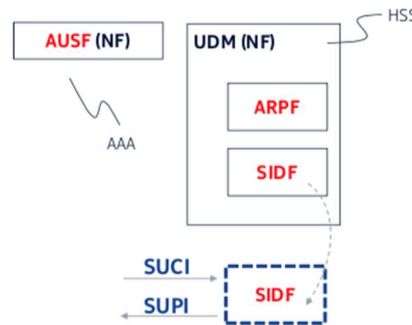 HSS
AUSF (NF)
UDM (NF)
ARPF
AAA
SIDF
SUCI
SIDF
SUPI